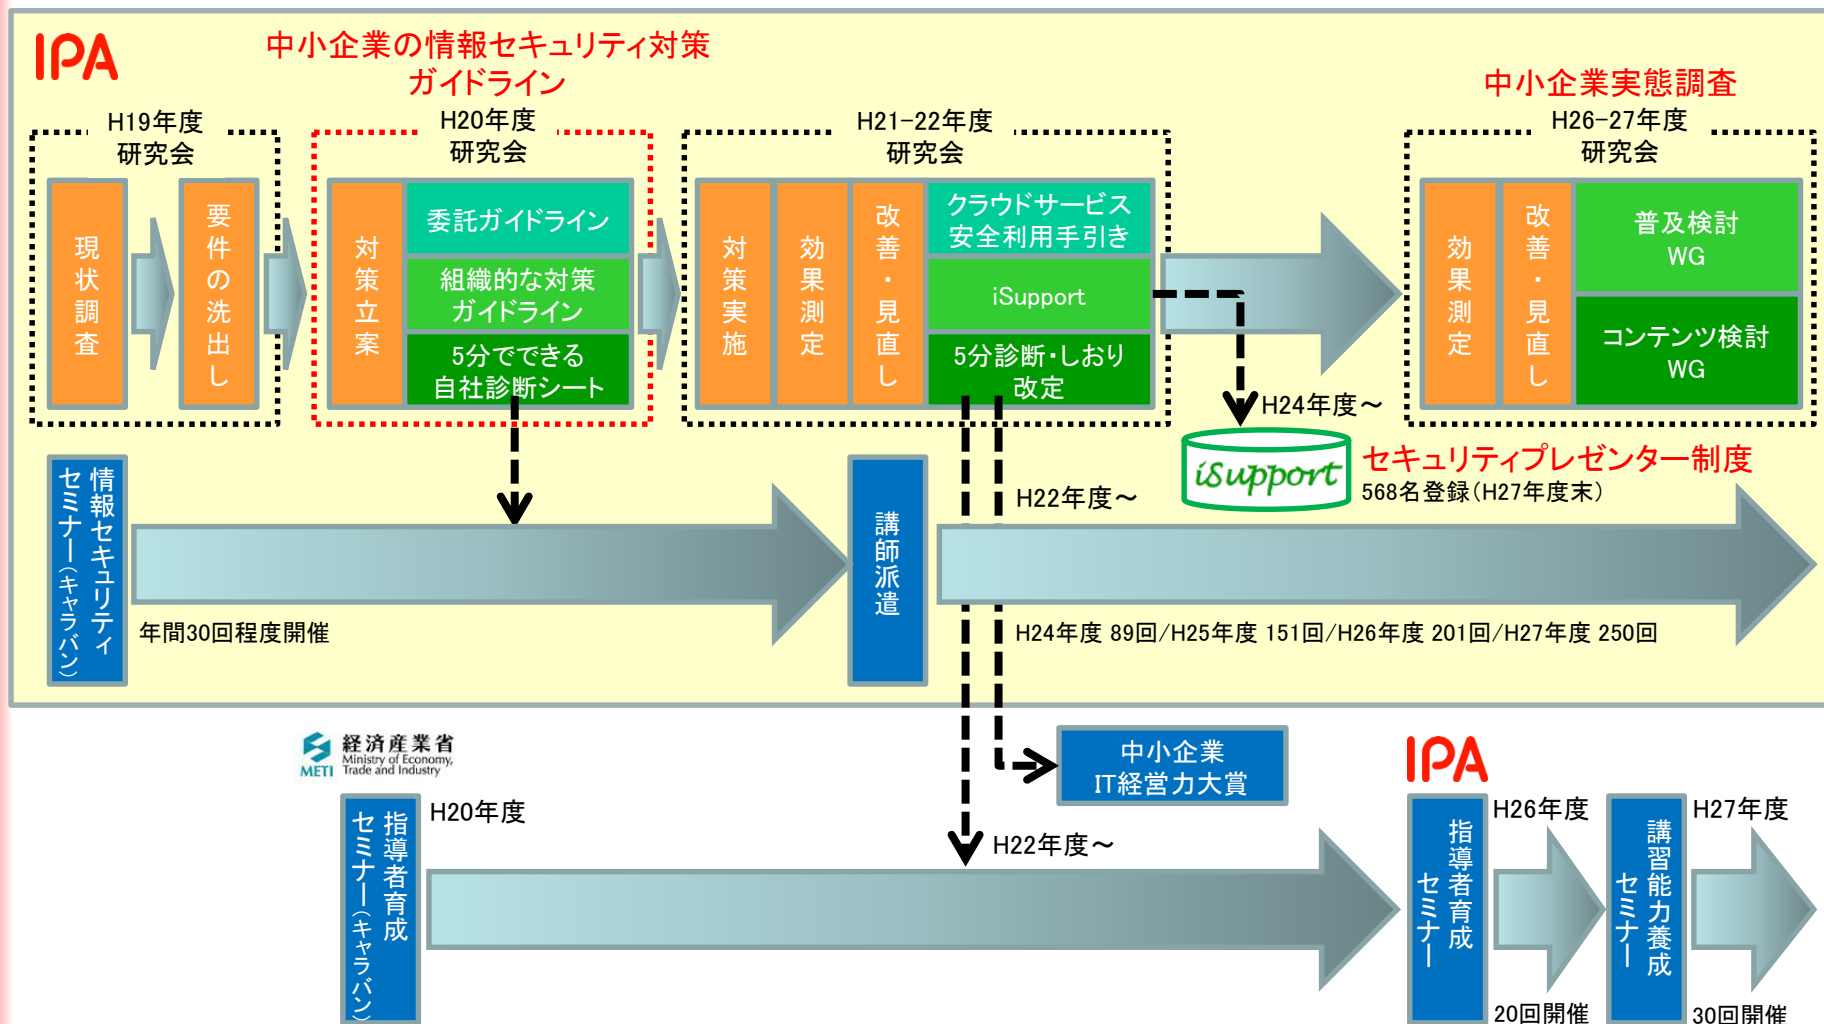 IPA
中小企業の情報セキュリティ対策
ガイドライン
中小企業実態調査
H19年度
研究会
H20年度
研究会
H21-22年度
研究会
H26-27年度
研究会
現状調査
要件の洗出し
対策立案
委託ガイドライン
組織的な対策
ガイドライン
5分でできる
自社診断シート
対策実施
効果測定
改善・見直し
クラウドサービス
安全利用手引き
iSupport
5分診断・しおり
改定
効果測定
改善・見直し
普及検討
WG
コンテンツ検討
WG
H24年度～
iSupport
セキュリティプレゼンター制度
568名登録(H27年度末)
情報セキュリティ
セミナー(キャラバン)
年間30回程度開催
講師派遣
H22年度～
H24年度 89回/H25年度 151回/H26年度 201回/H27年度 250回
経済産業省
Ministry of Economy,
Trade and Industry
METI
中小企業
IT経営力大賞
IPA
指導者育成
セミナー(キャラバン)
H20年度
H22年度～
指導者育成
セミナー
H26年度
20回開催
講習能力養成
セミナー
H27年度
30回開催